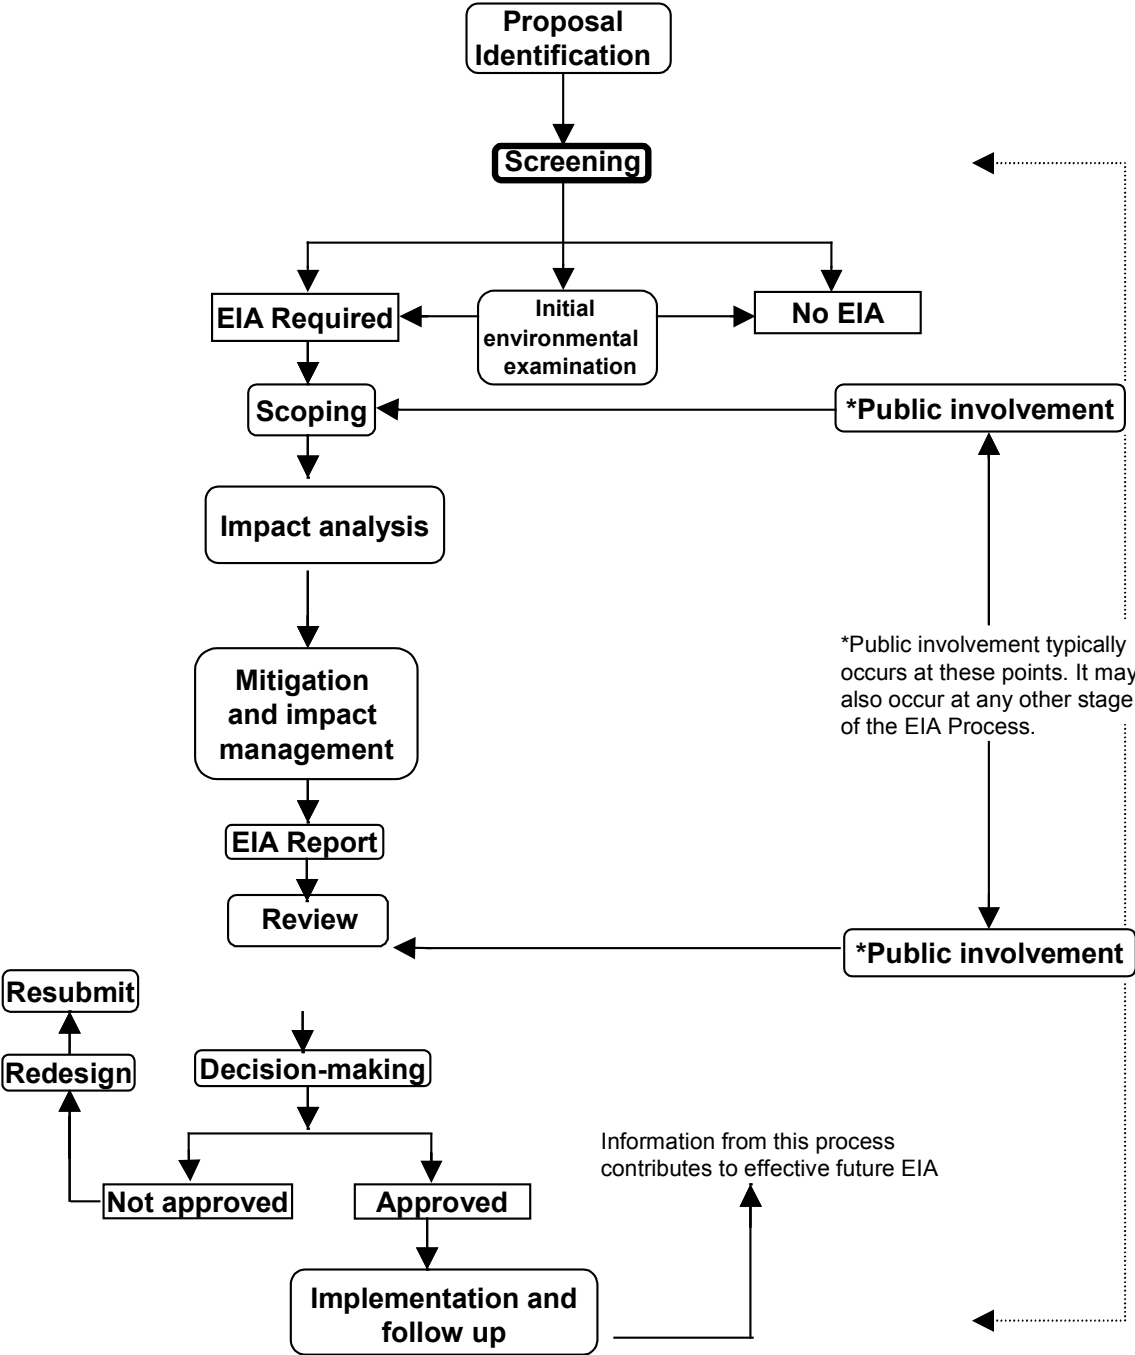 Proposal
Identification
Screening
EIA Required
Initial
environmental
examination
No EIA
Scoping
*Public involvement
Impact analysis
*Public involvement typically
occurs at these points. It may
also occur at any other stage
of the EIA Process.
Mitigation
and impact
management
EIA Report
Review
*Public involvement
Resubmit
Redesign
Decision-making
Information from this process
contributes to effective future EIA
Not approved
Approved
Implementation and
follow up